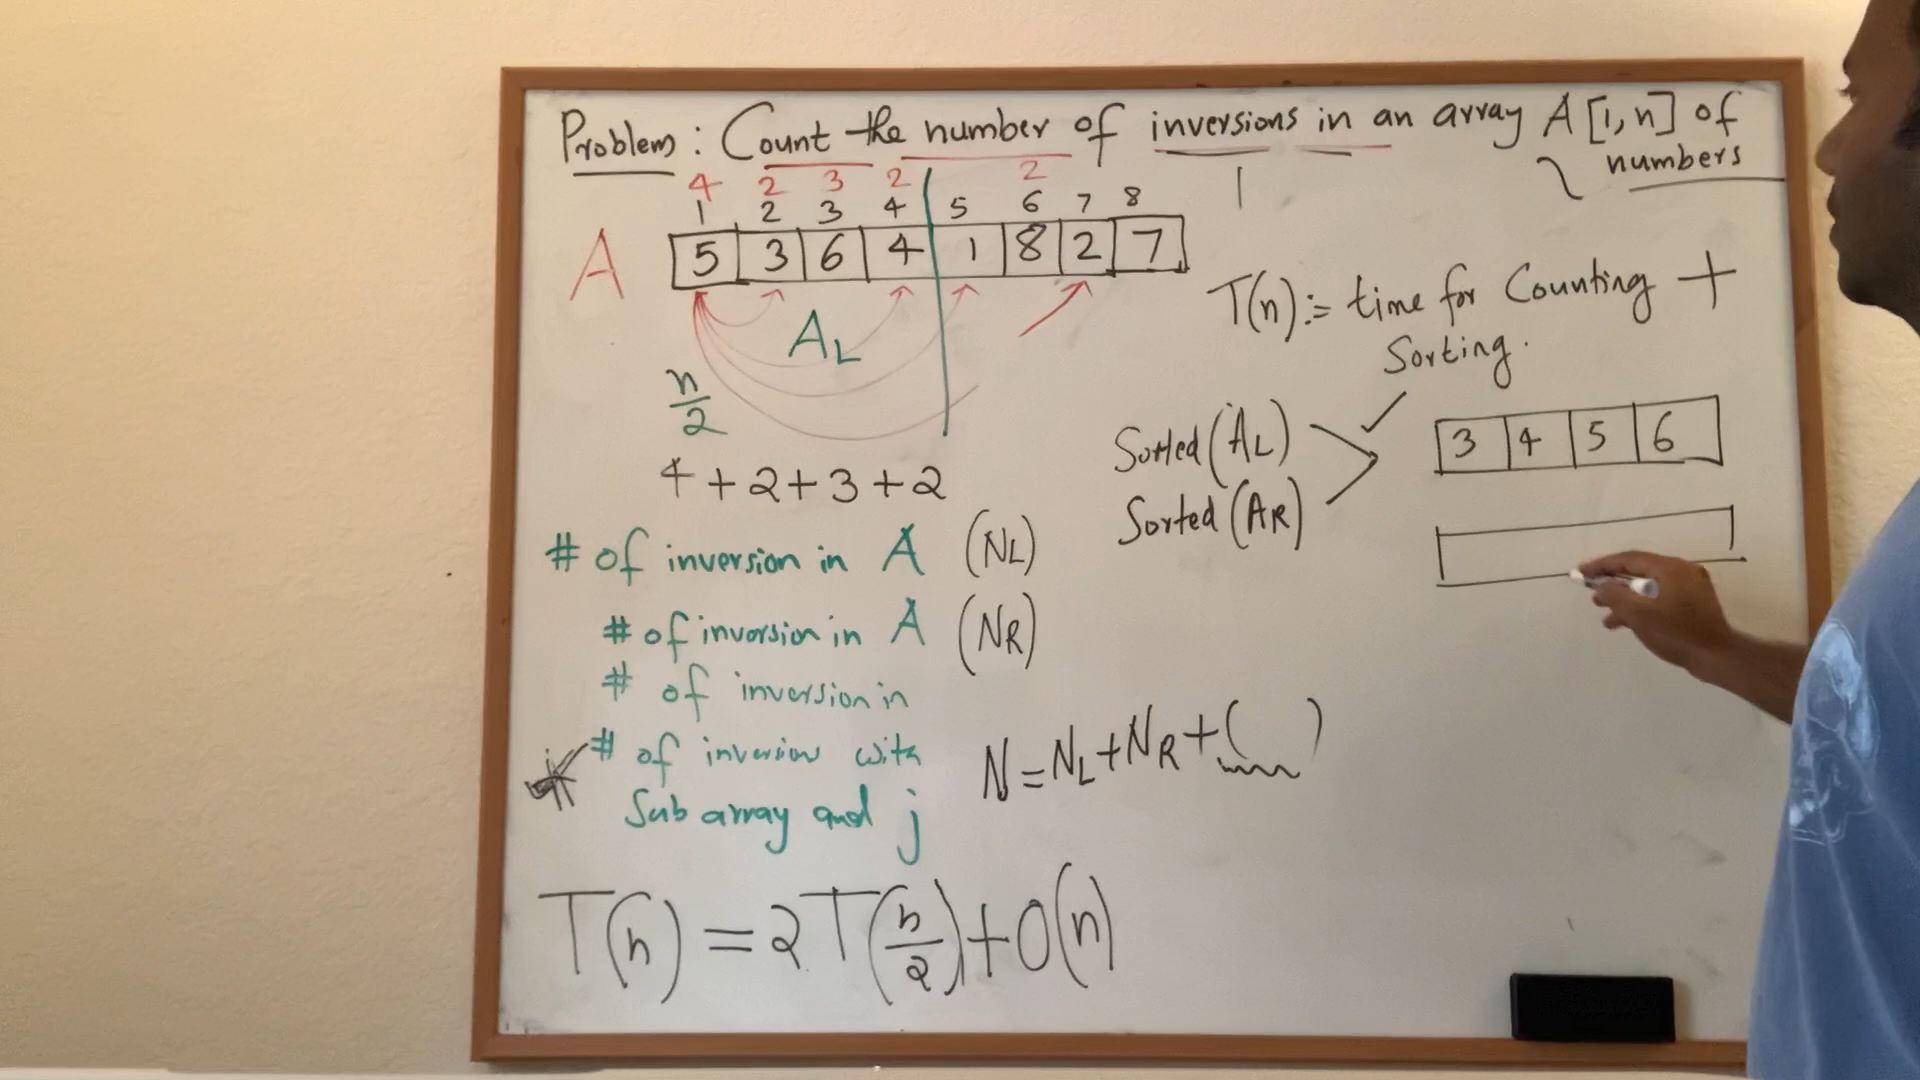 Problem: Count the number of inversions in an array A[1,n] of
numbers
4 2 3 2 2
1 2 3 4 5 6 7 8
A 5 3 6 4 1 8 2 7
AL
n/2
4+2+3+2
# of inversion in A (NL)
# of inversion in A (NR)
# of inversion in
# of inversion with
Sub array and j
N=NL+NR+( )
T(n) = 2T(n/2)+O(n)
T(n):= time for Counting +
Sorting.
Sorted(AL)
Sorted(AR)
3 4 5 6